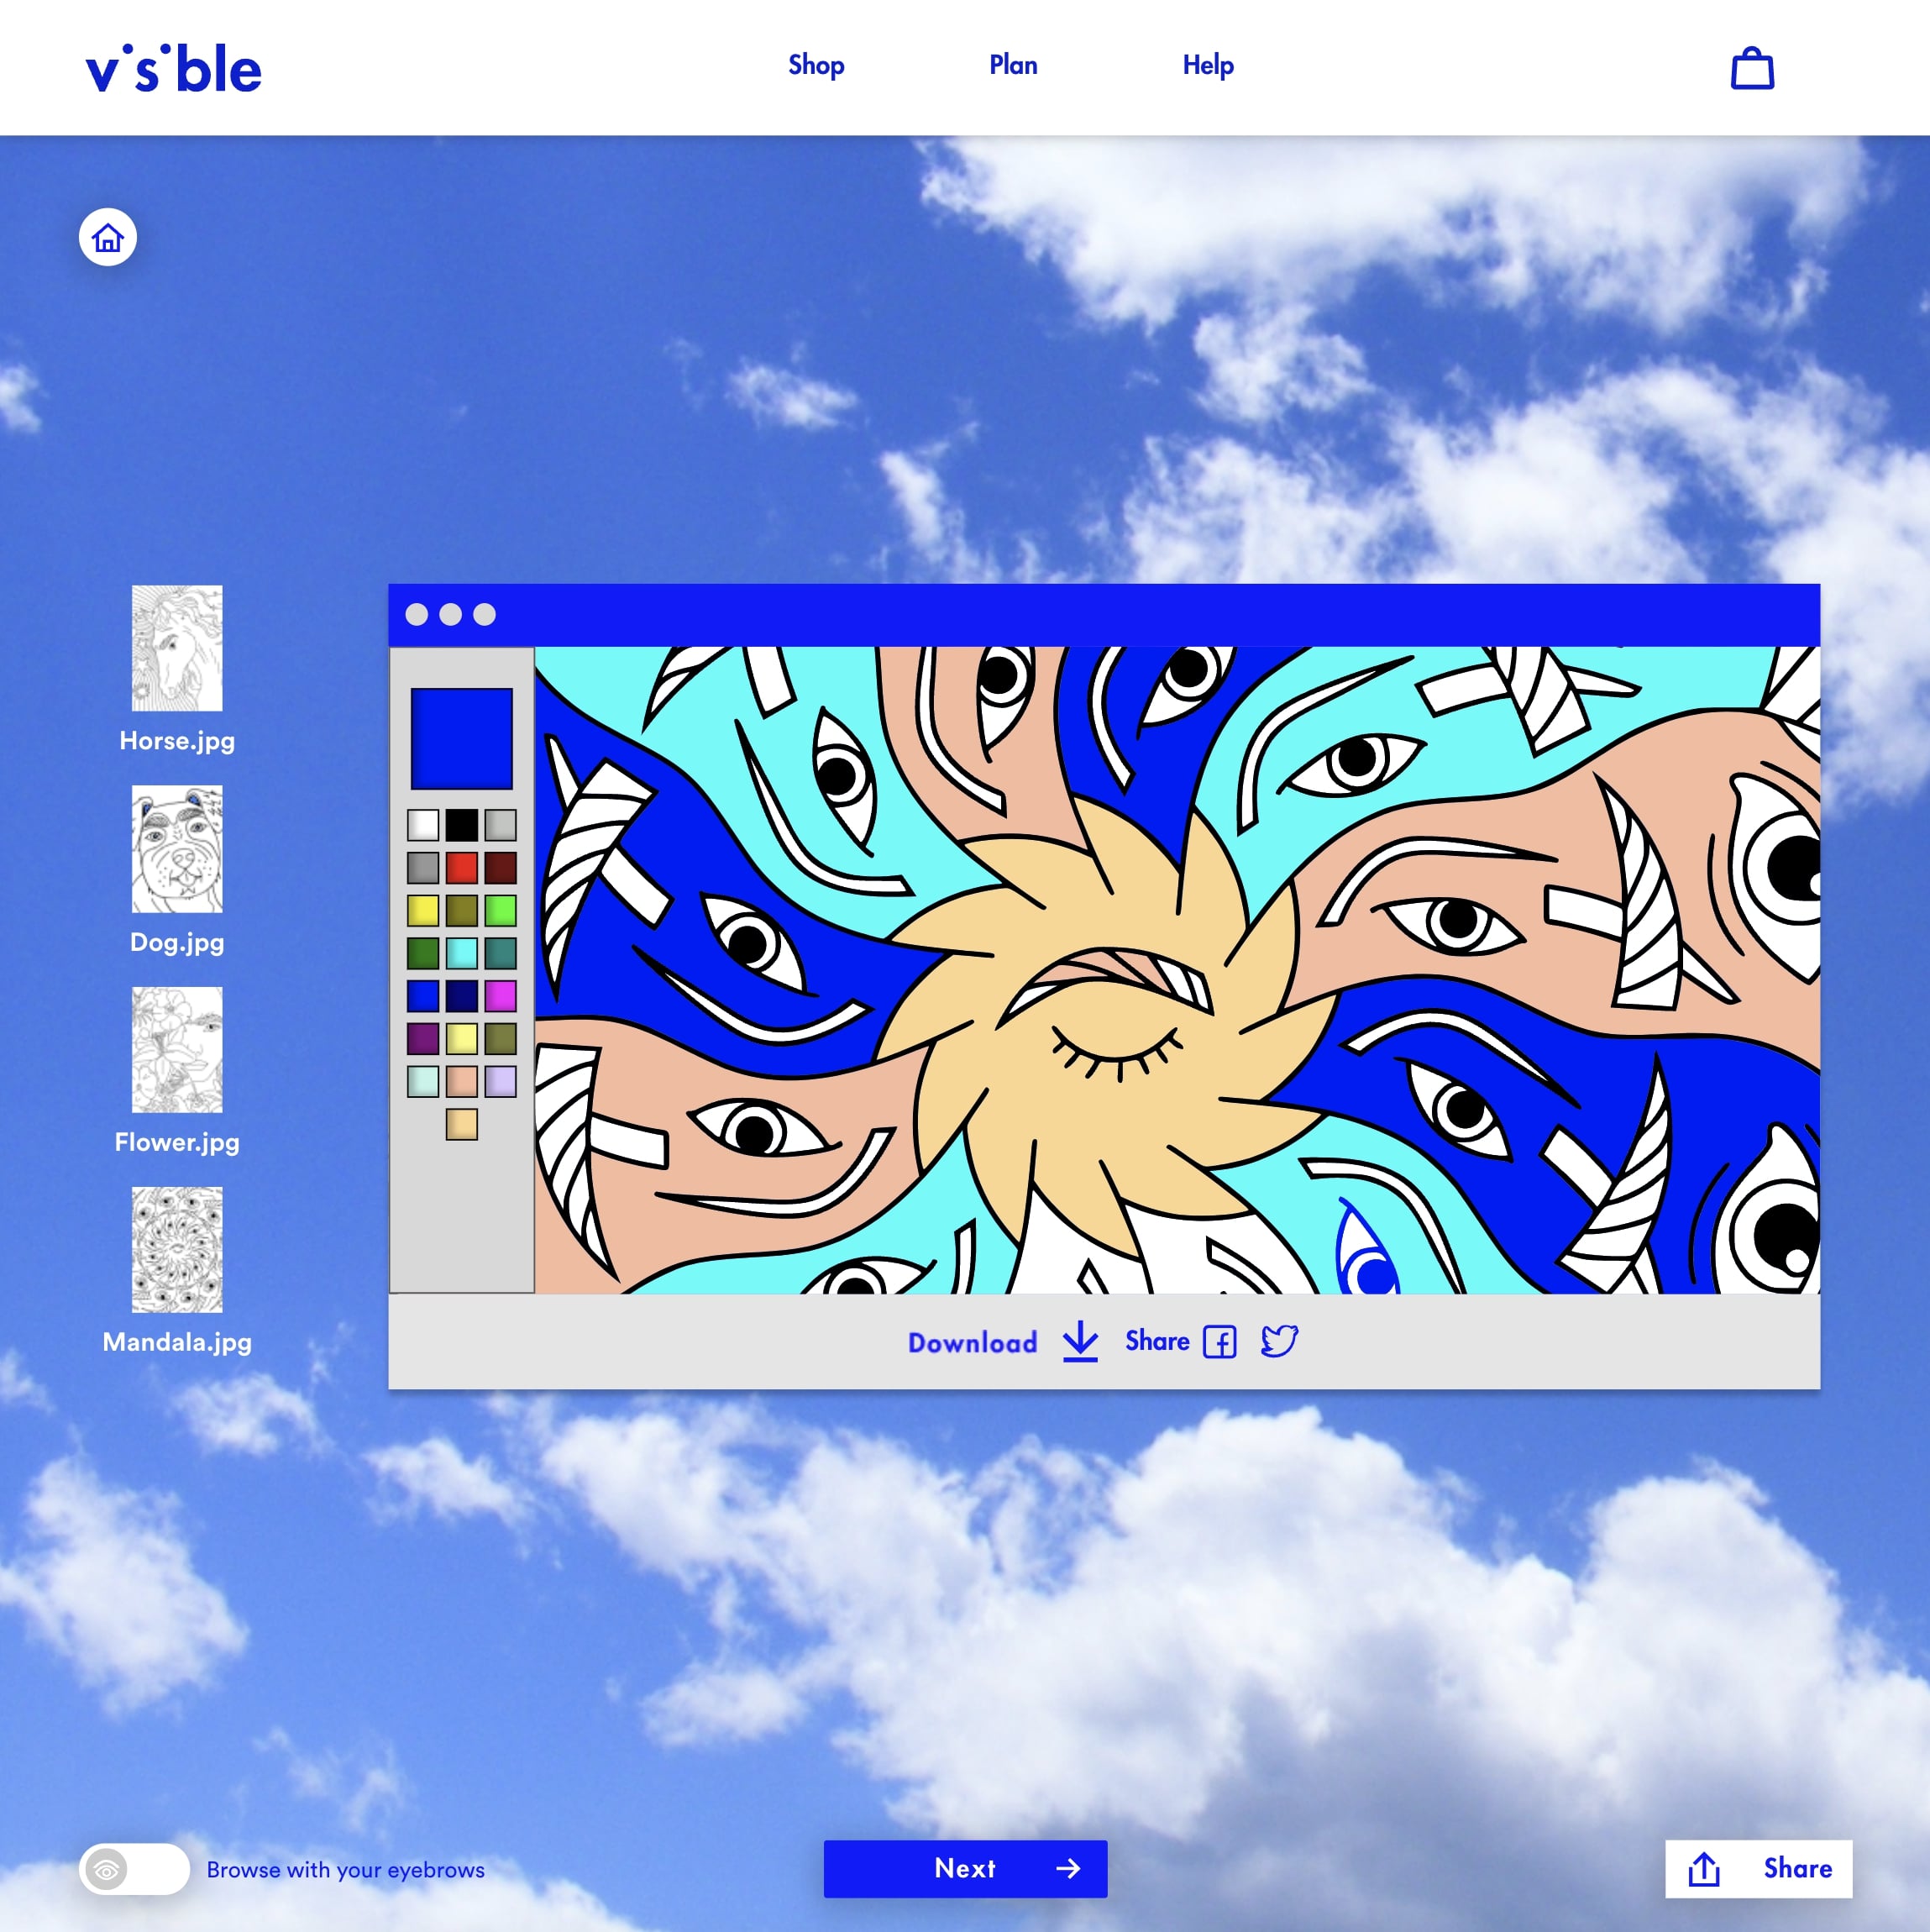 visible
Shop
Plan
Help
Horse.jpg
Dog.jpg
Flower.jpg
Mandala.jpg
Download
Share
Browse with your eyebrows
Next
Share